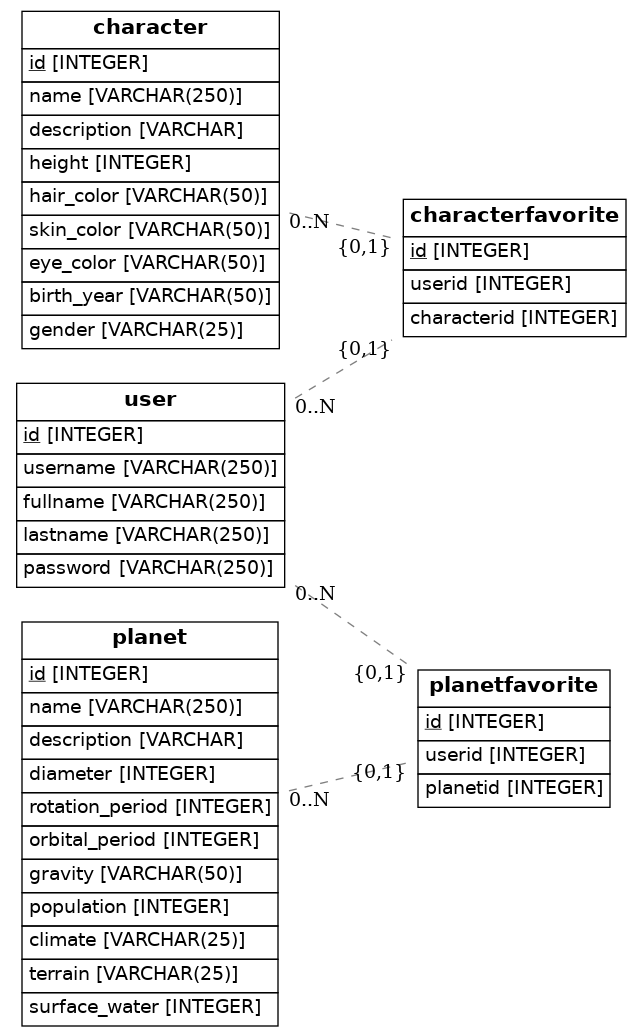 character
id [INTEGER]
name [VARCHAR(250)]
description [VARCHAR]
height [INTEGER]
hair_color [VARCHAR(50)]
skin_color [VARCHAR(50)]
eye_color [VARCHAR(50)]
birth_year [VARCHAR(50)]
gender [VARCHAR(25)]
0..N
{0,1}
characterfavorite
id [INTEGER]
userid [INTEGER]
characterid [INTEGER]
{0,1}
0..N
user
id [INTEGER]
username [VARCHAR(250)]
fullname [VARCHAR(250)]
lastname [VARCHAR(250)]
password [VARCHAR(250)]
0..N
{0,1}
planet
id [INTEGER]
name [VARCHAR(250)]
description [VARCHAR]
diameter [INTEGER]
rotation_period [INTEGER]
orbital_period [INTEGER]
gravity [VARCHAR(50)]
population [INTEGER]
climate [VARCHAR(25)]
terrain [VARCHAR(25)]
surface_water [INTEGER]
0..N
{0,1}
planetfavorite
id [INTEGER]
userid [INTEGER]
planetid [INTEGER]